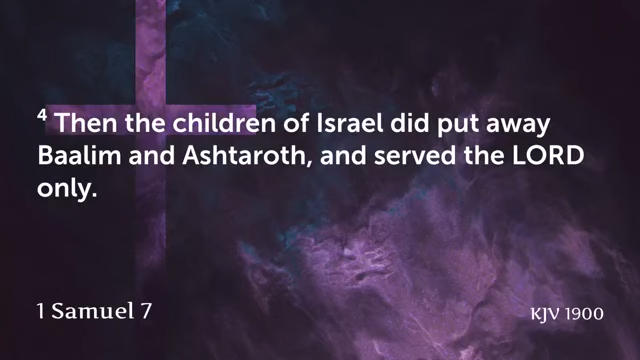 4 Then the children of Israel did put away
Baalim and Ashtaroth, and served the LORD
only.
1 Samuel 7
KJV 1900